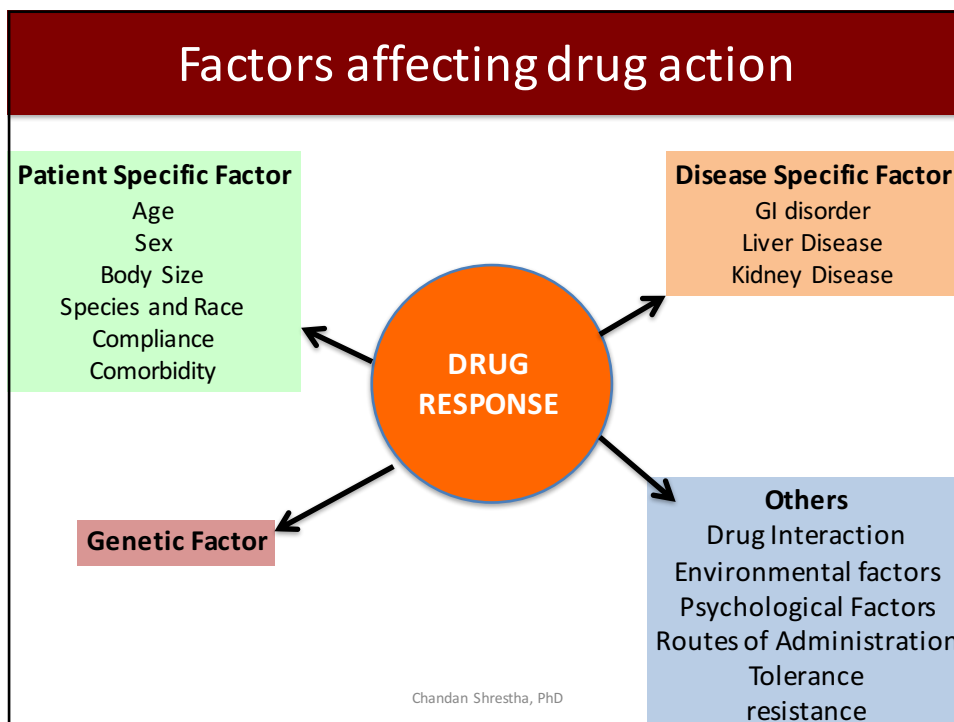 Factors affecting drug action
Patient Specific Factor
Age
Sex
Body Size
Species and Race
Compliance
Comorbidity
Disease Specific Factor
GI disorder
Liver Disease
Kidney Disease
DRUG
RESPONSE
Genetic Factor
Others
Drug Interaction
Environmental factors
Psychological Factors
Routes of Administration
Tolerance
resistance
Chandan Shrestha, PhD